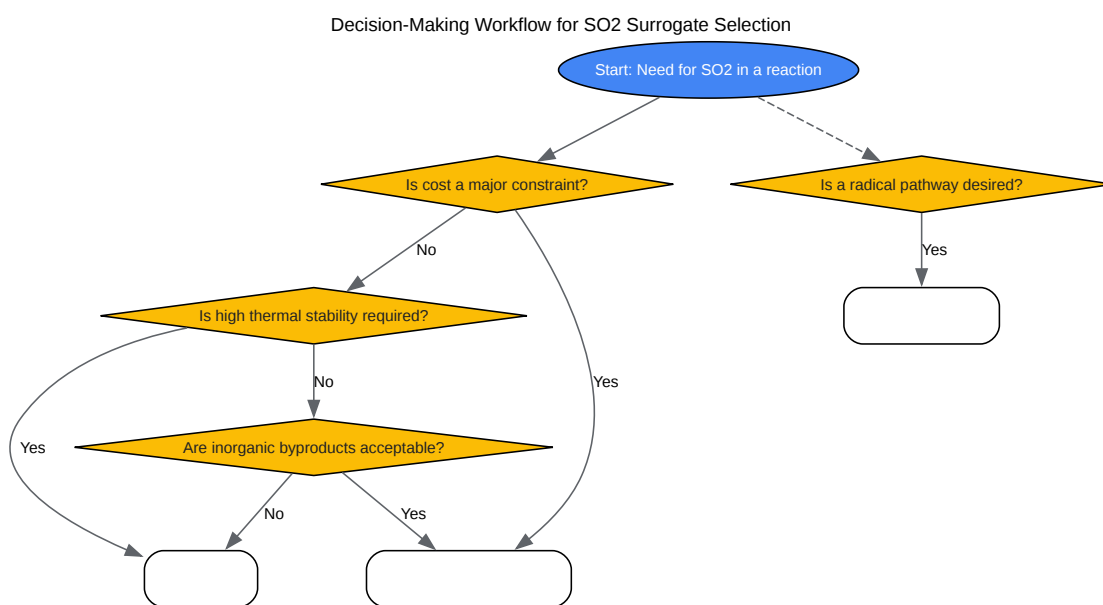 Decision-Making Workflow for SO2 Surrogate Selection
Start: Need for SO2 in a reaction
Is cost a major constraint?
Is a radical pathway desired?
No
Yes
Is high thermal stability required?
Yes
No
Yes
Are inorganic byproducts acceptable?
No
Yes